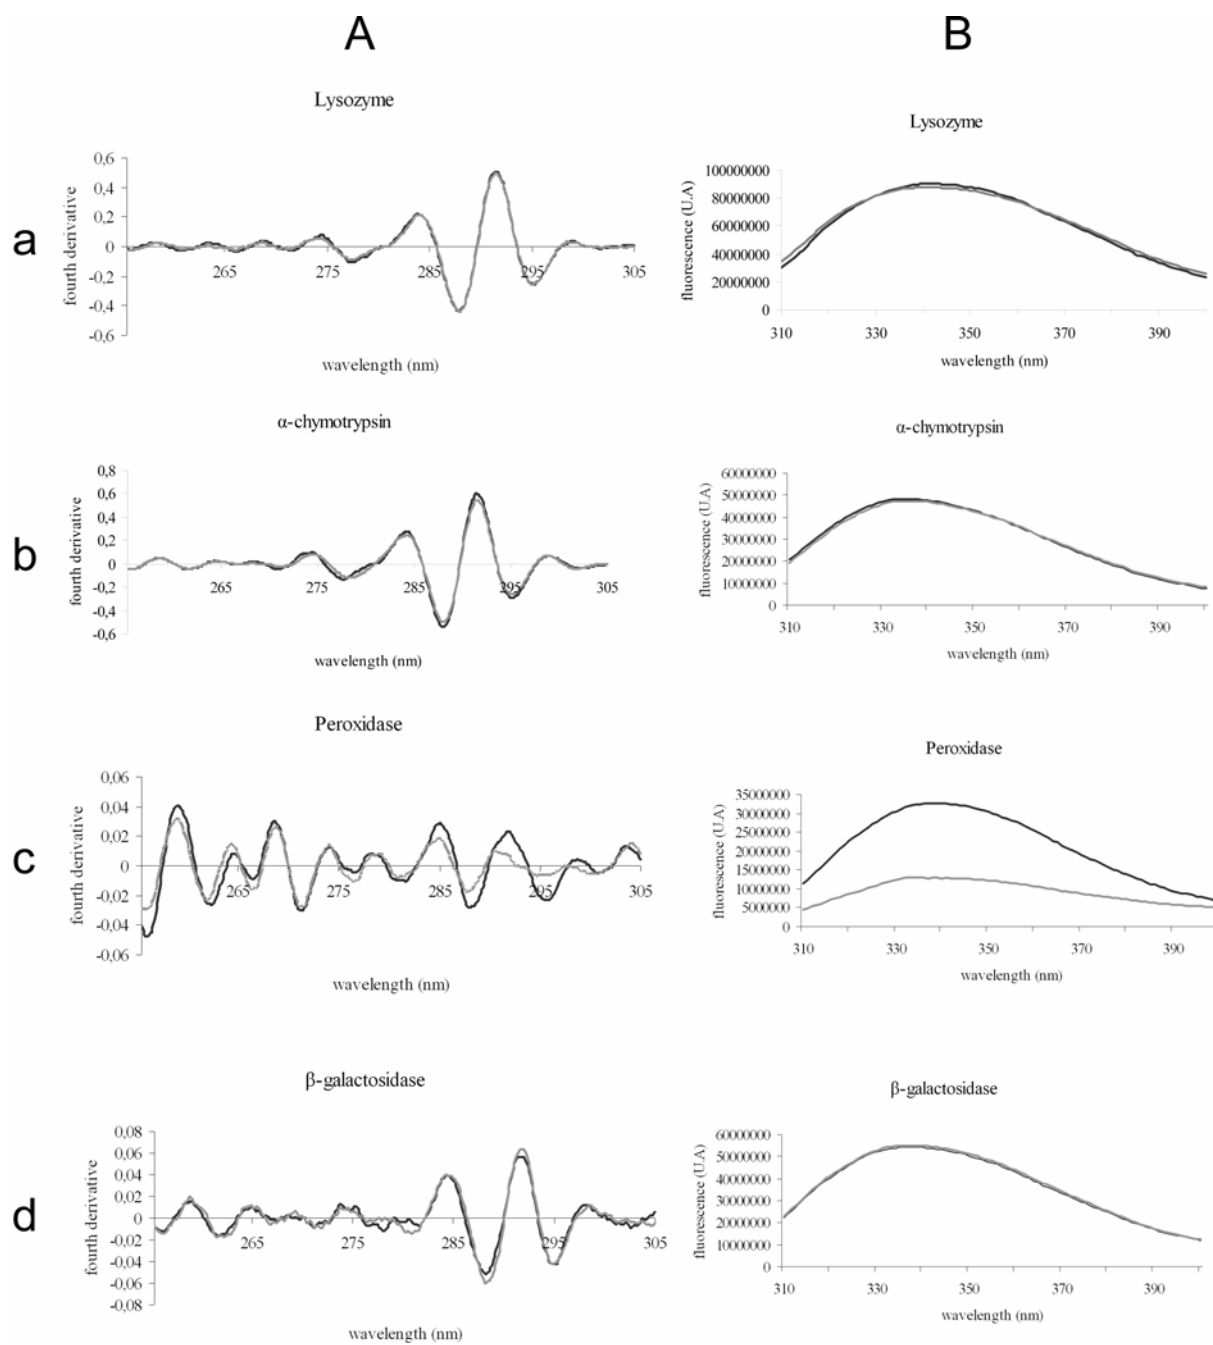 A
B
a
Lysozyme
fourth derivative
0,6
0,4
0,2
0
-0,2
-0,4
-0,6
265 275 285 295 305
wavelength (nm)
Lysozyme
fluorescence (U.A)
100000000
80000000
60000000
40000000
20000000
0
310 330 350 370 390
wavelength (nm)
b
α-chymotrypsin
fourth derivative
0,8
0,6
0,4
0,2
0
-0,2
-0,4
-0,6
265 275 285 295 305
wavelength (nm)
α-chymotrypsin
fluorescence (U.A)
60000000
50000000
40000000
30000000
20000000
10000000
0
310 330 350 370 390
wavelength (nm)
c
Peroxidase
fourth derivative
0,06
0,04
0,02
0
-0,02
-0,04
-0,06
265 275 285 295 305
wavelength (nm)
Peroxidase
fluorescence (U.A)
35000000
30000000
25000000
20000000
15000000
10000000
5000000
0
310 330 350 370 390
wavelength (nm)
d
β-galactosidase
fourth derivative
0,08
0,06
0,04
0,02
0
-0,02
-0,04
-0,06
-0,08
265 275 285 295 305
wavelength (nm)
β-galactosidase
fluorescence (U.A)
60000000
50000000
40000000
30000000
20000000
10000000
0
310 330 350 370 390
wavelength (nm)